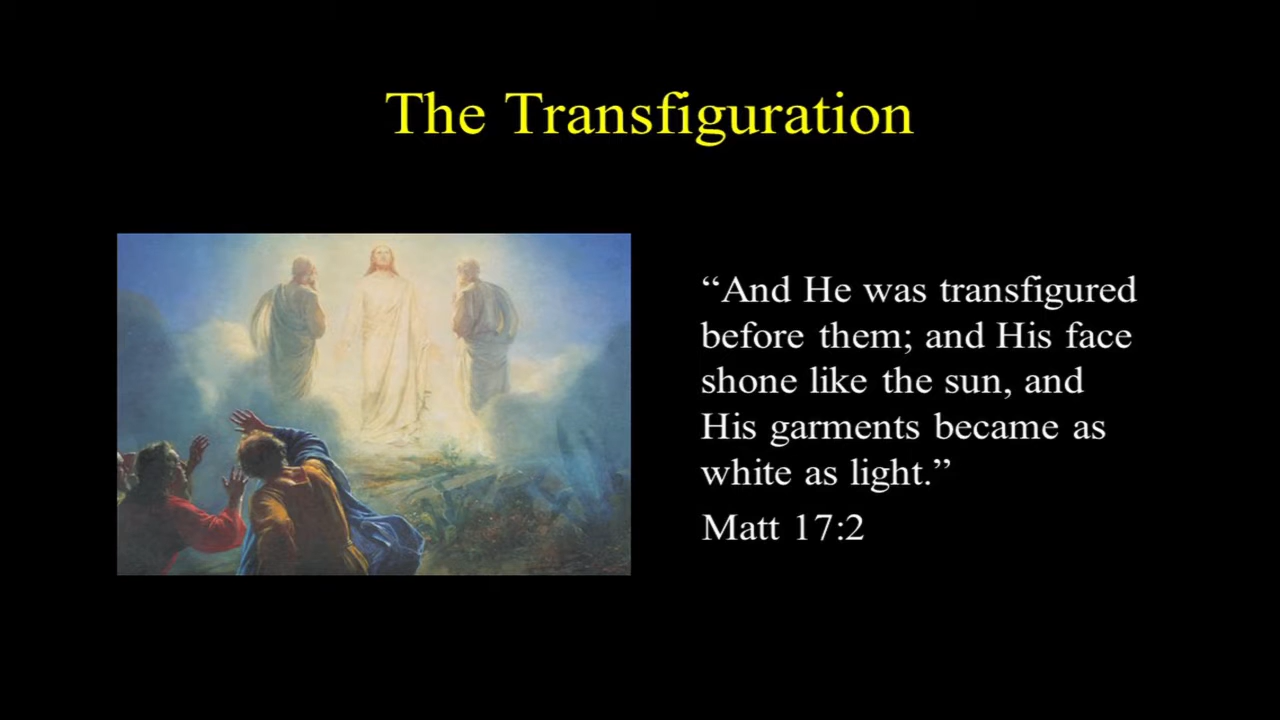 The Transfiguration
“And He was transfigured
before them; and His face
shone like the sun, and
His garments became as
white as light.”
Matt 17:2